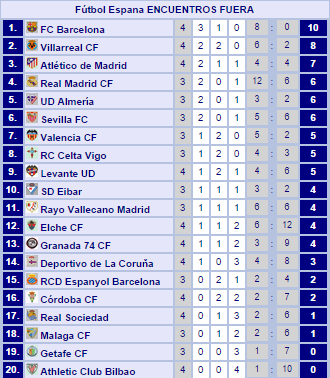 Fútbol Espana ENCUENTROS FUERA
1. FC Barcelona 4 3 1 0 8 : 0 10
2. Villarreal CF 4 2 2 0 6 : 2 8
3. Atlético de Madrid 4 2 1 1 4 : 4 7
4. Real Madrid CF 4 2 0 1 12 : 6 6
5. UD Almería 4 2 0 1 3 : 2 6
6. Sevilla FC 4 2 0 1 5 : 6 6
7. Valencia CF 4 1 2 0 5 : 2 5
8. RC Celta Vigo 4 1 2 0 4 : 3 5
9. Levante UD 4 1 2 1 4 : 6 5
10. SD Eibar 4 1 1 1 3 : 2 4
11. Rayo Vallecano Madrid 4 1 1 1 6 : 6 4
12. Elche CF 4 1 1 2 6 : 12 4
13. Granada 74 CF 4 1 1 2 3 : 9 4
14. Deportivo de La Coruña 4 1 0 3 4 : 8 3
15. RCD Espanyol Barcelona 3 0 2 1 2 : 4 2
16. Córdoba CF 4 0 2 2 2 : 7 2
17. Real Sociedad 4 0 1 3 2 : 6 1
18. Malaga CF 4 0 1 2 2 : 6 1
19. Getafe CF 3 0 0 3 1 : 7 0
20. Athletic Club Bilbao 4 0 0 4 1 : 10 0